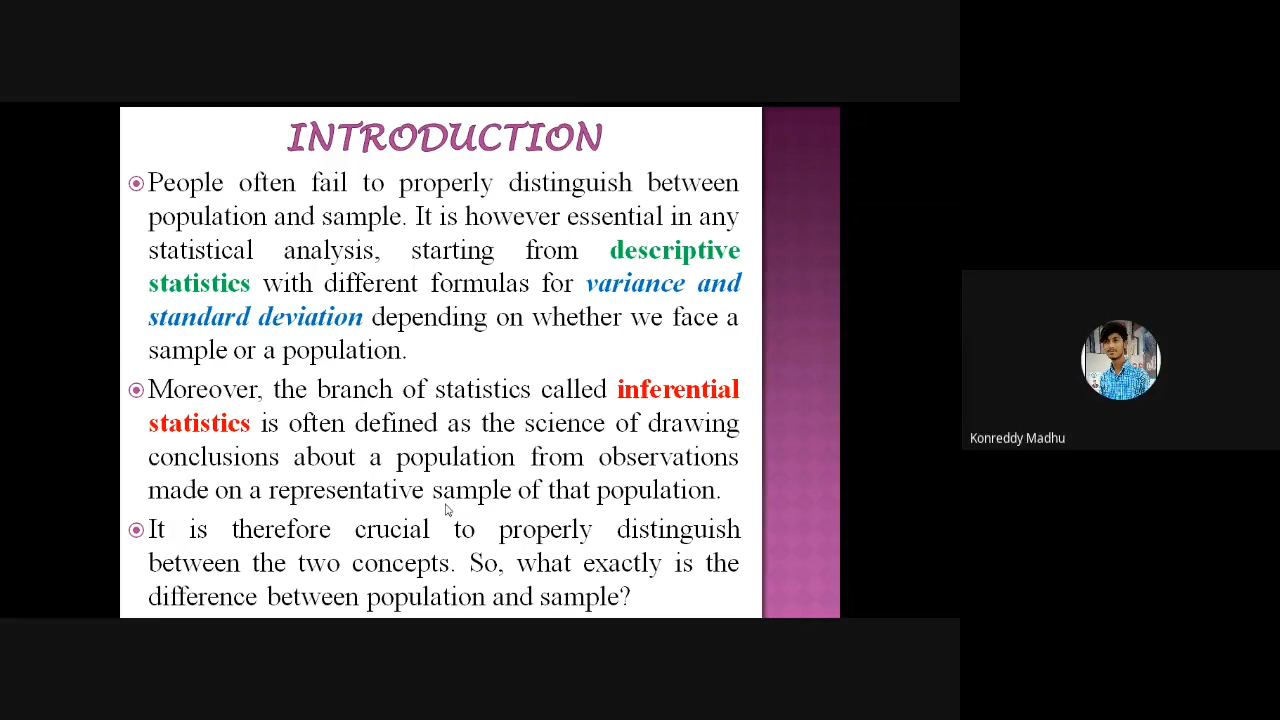 INTRODUCTION
People often fail to properly distinguish between
population and sample. It is however essential in any
statistical analysis, starting from descriptive
statistics with different formulas for variance and
standard deviation depending on whether we face a
sample or a population.
Moreover, the branch of statistics called inferential
statistics is often defined as the science of drawing
conclusions about a population from observations
made on a representative sample of that population.
It is therefore crucial to properly distinguish
between the two concepts. So, what exactly is the
difference between population and sample?
Konreddy Madhu